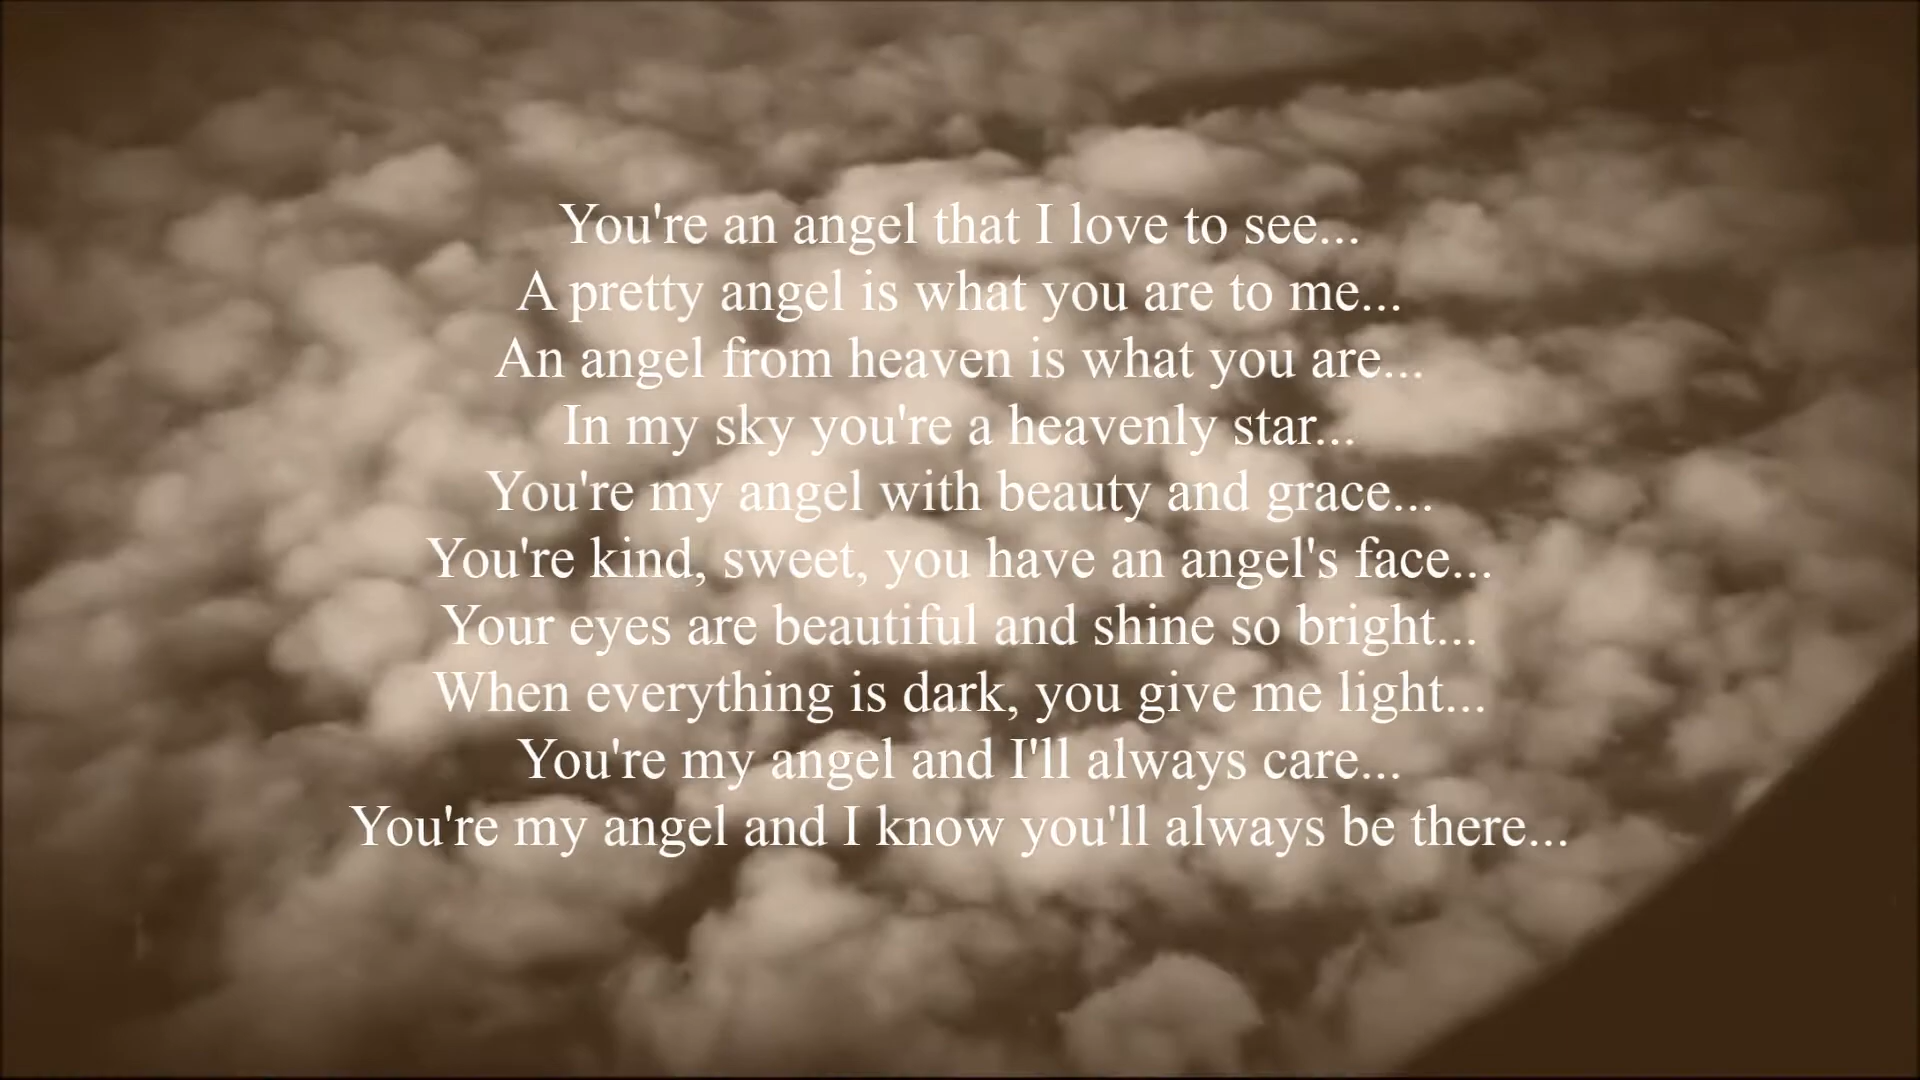 You're an angel that I love to see...
A pretty angel is what you are to me...
An angel from heaven is what you are...
In my sky you're a heavenly star...
You're my angel with beauty and grace...
You're kind, sweet, you have an angel's face...
Your eyes are beautiful and shine so bright...
When everything is dark, you give me light...
You're my angel and I'll always care...
You're my angel and I know you'll always be there...